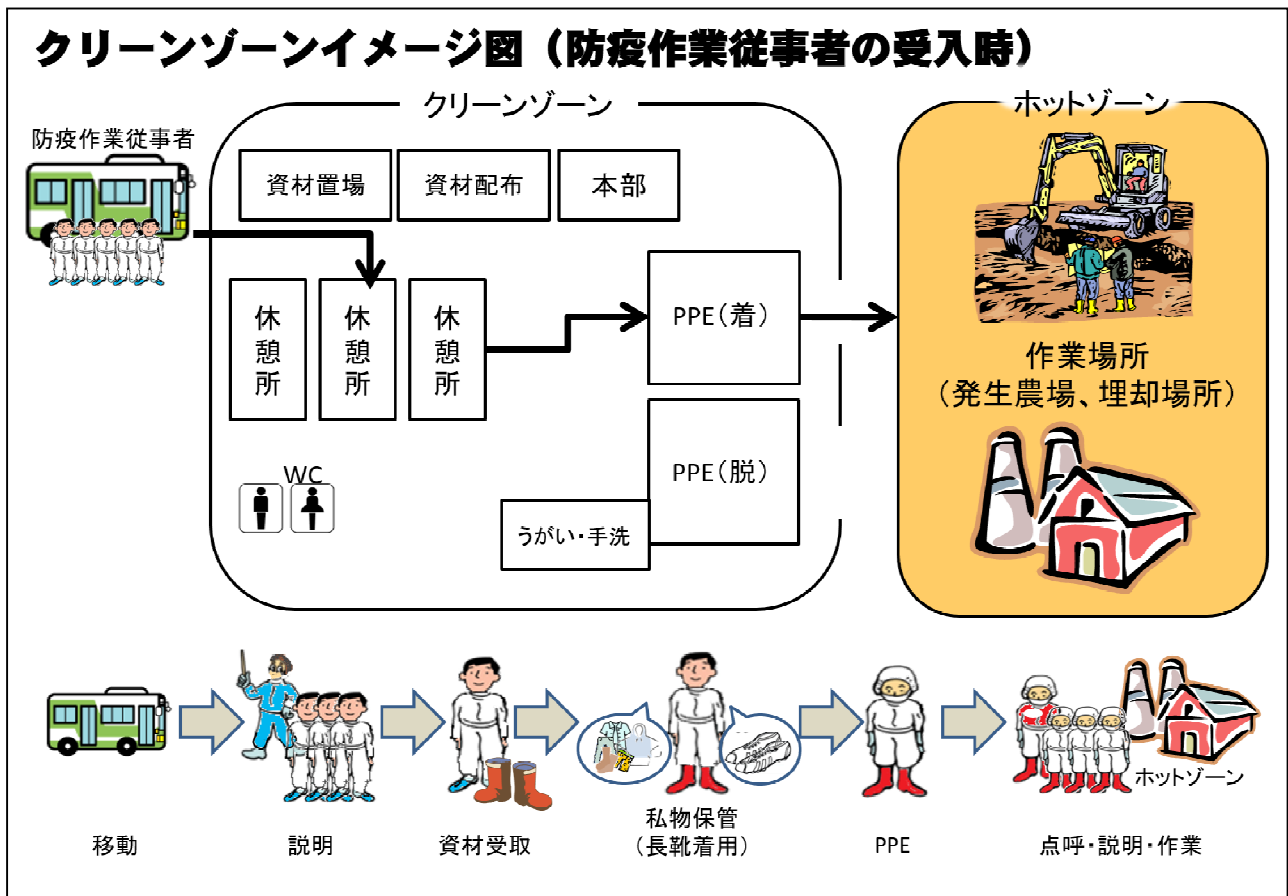 クリーンゾーンイメージ図（防疫作業従事者の受入時）
クリーンゾーン
ホットゾーン
防疫作業従事者
資材置場
資材配布
本部
休憩所
休憩所
休憩所
PPE（着）
作業場所
（発生農場、埋却場所）
PPE（脱）
WC
うがい・手洗
ホットゾーン
移動
説明
資材受取
私物保管
（長靴着用）
PPE
点呼・説明・作業